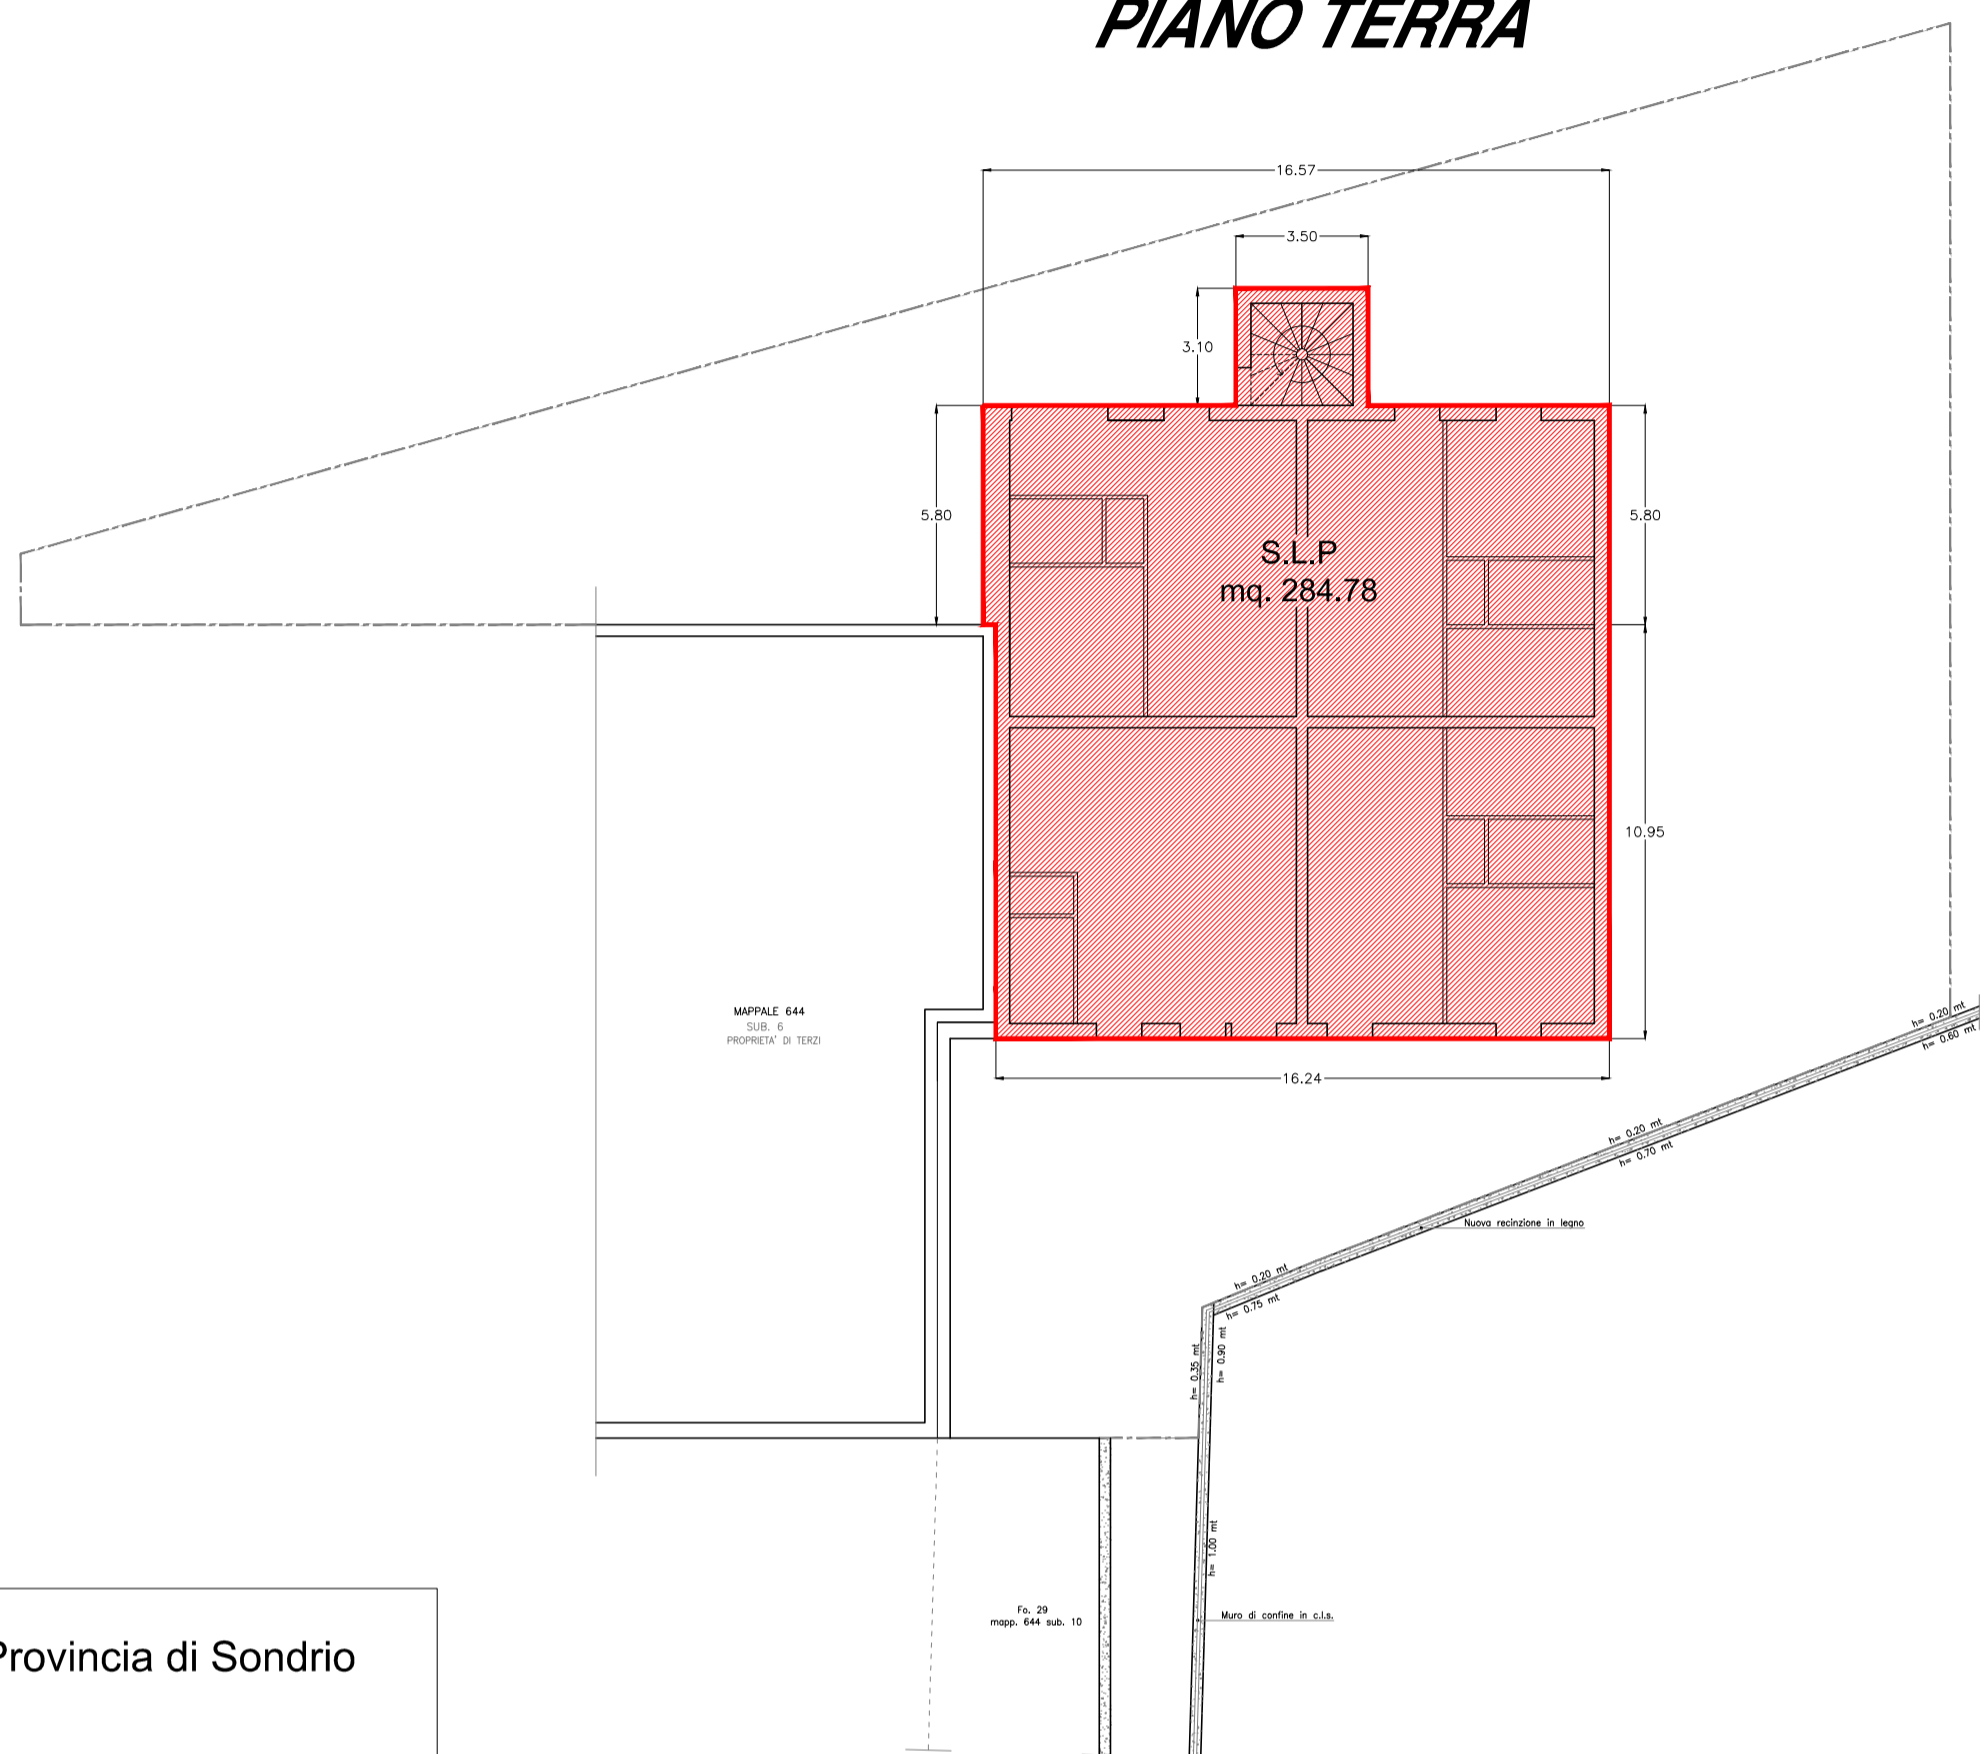 PIANO TERRA
16.57
3.50
3.10
5.80
5.80
S.L.P
mq. 284.78
10.95
MAPPALE 644
SUB. 6
PROPRIETA' DI TERZI
h= 0.20 mt
h= 0.60 mt
16.24
h= 0.20 mt
h= 0.70 mt
Nuova recinzione in legno
h= 0.20 mt
h= 0.75 mt
h= 0.35 mt
h= 0.90 mt
h= 1.00 mt
Fo. 29
mapp. 644 sub. 10
Muro di confine in c.l.s.
Provincia di Sondrio